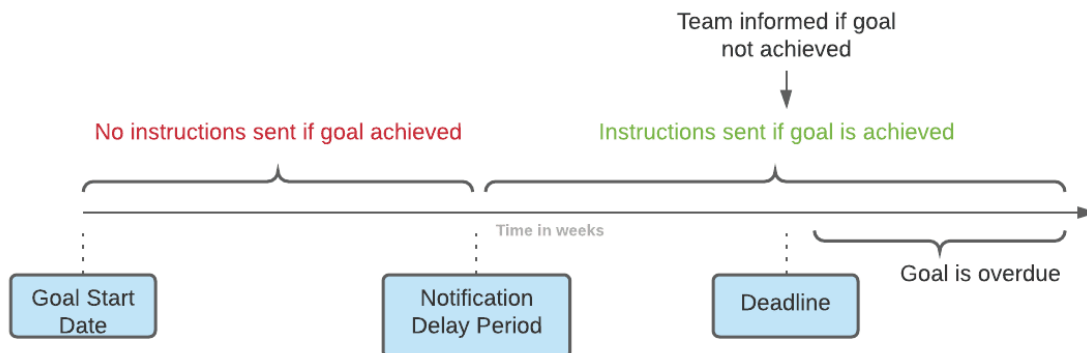 Team informed if goal
not achieved
No instructions sent if goal achieved
Instructions sent if goal is achieved
Time in weeks
Goal is overdue
Goal Start
Date
Notification
Delay Period
Deadline